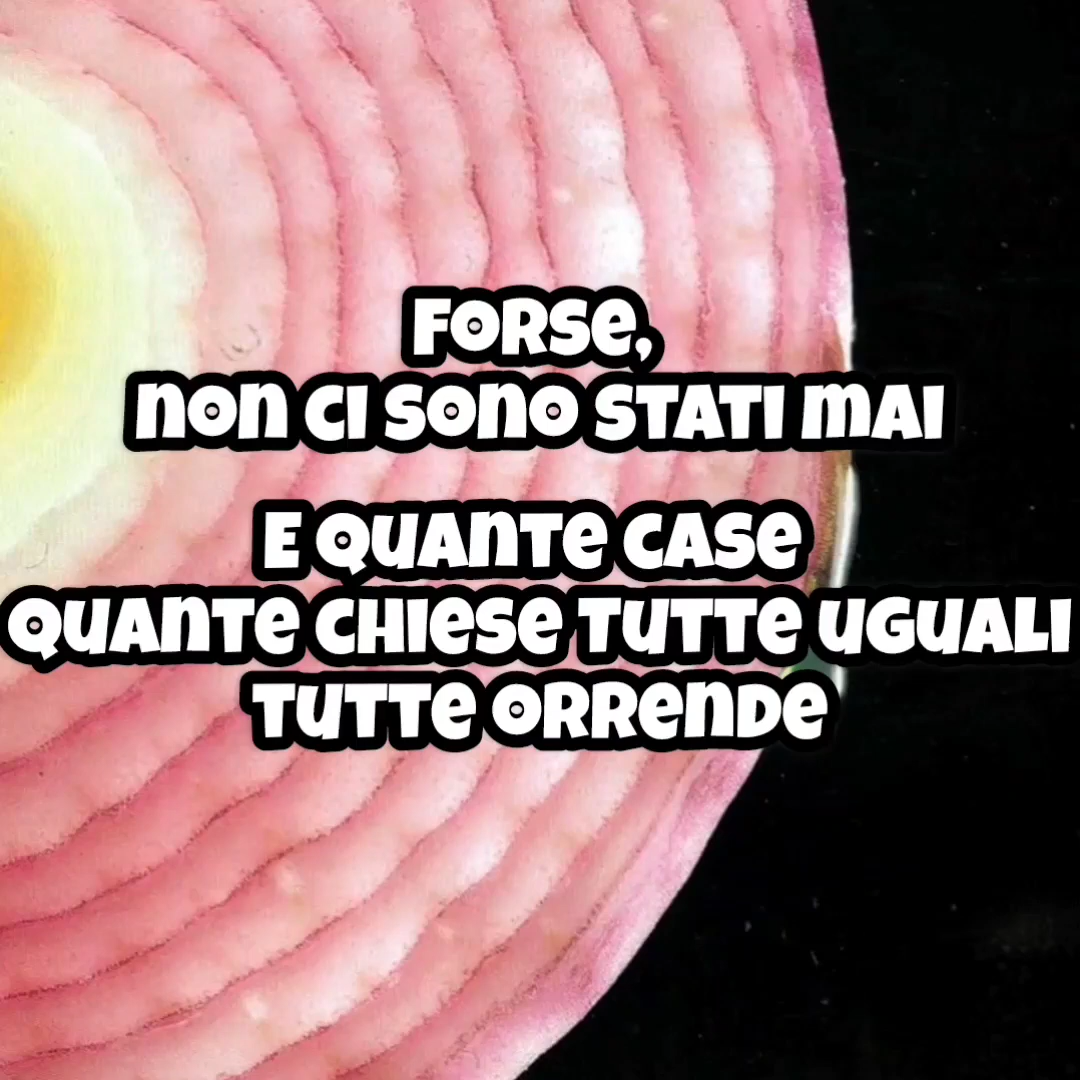 Forse,
non ci sono stati mai
E quante case
quante chiese tutte uguali
tutte orrende